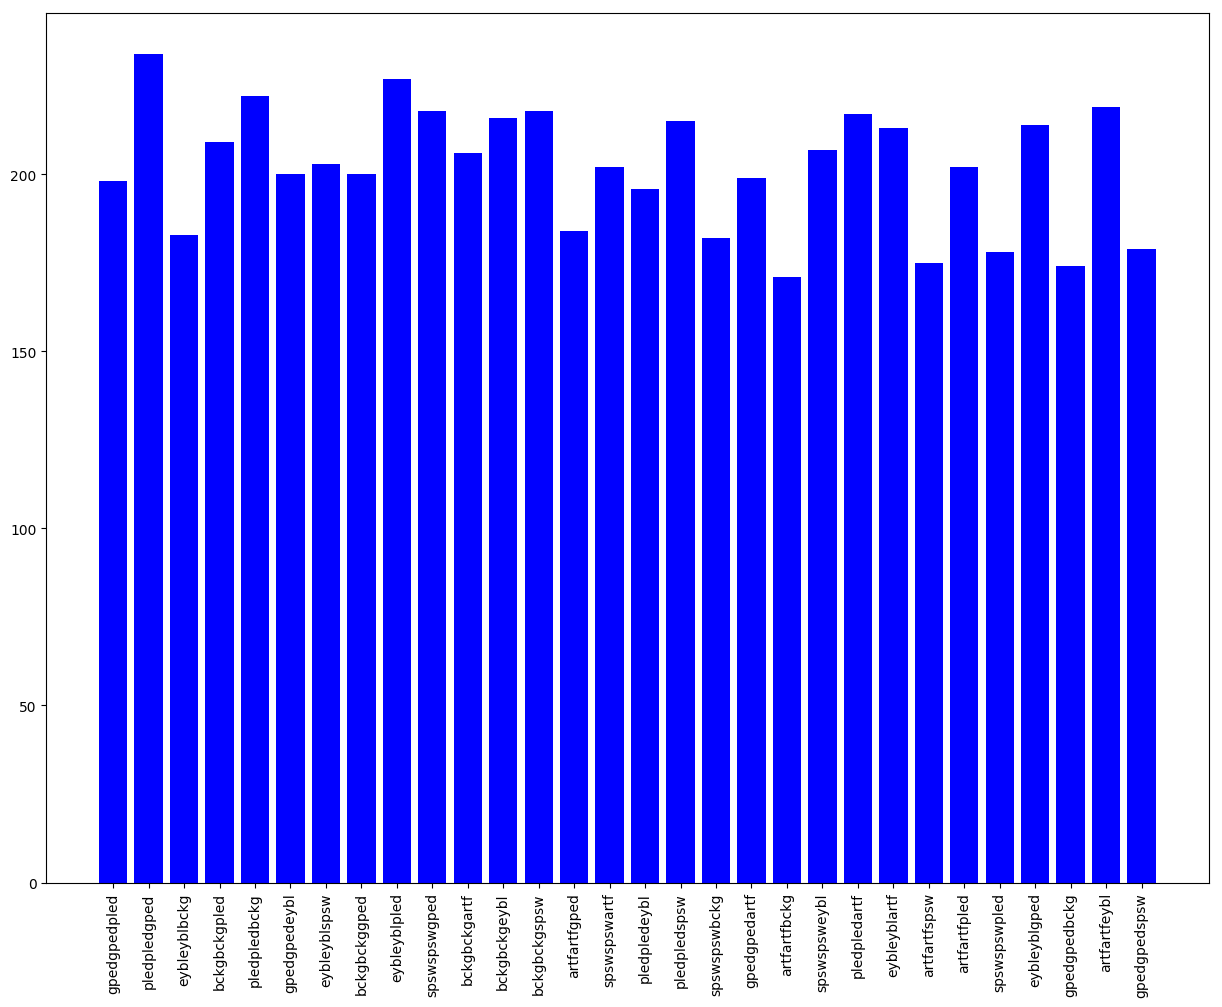 200
150
100
50
0
gpedgpedpled
pledpledgped
eybleyblbckg
bckgbckgpled
pledpledbckg
gpedgpedeybl
eybleyblspsw
bckgbckggped
eybleyblpled
spswspswgped
bckgbckgartf
bckgbckgeybl
bckgbckgspsw
artfartfgped
spswspswartf
pledpledeybl
pledpledspsw
spswspswbckg
gpedgpedartf
artfartfbckg
spswspsweybl
pledpledartf
eybleyblartf
artfartfspsw
artfartfpled
spswspswpled
eybleyblgped
gpedgpedbckg
artfartfeybl
gpedgpedspsw